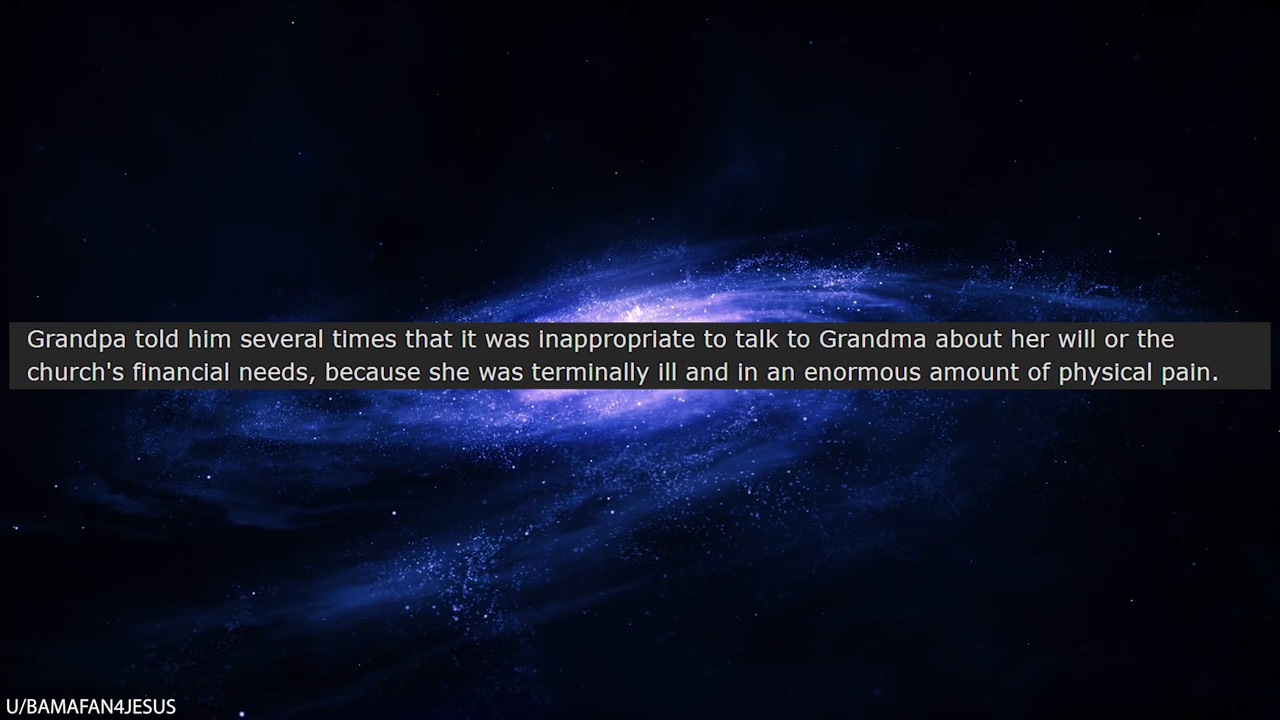 Grandpa told him several times that it was inappropriate to talk to Grandma about her will or the
church's financial needs, because she was terminally ill and in an enormous amount of physical pain.
U/BAMAFAN4JESUS